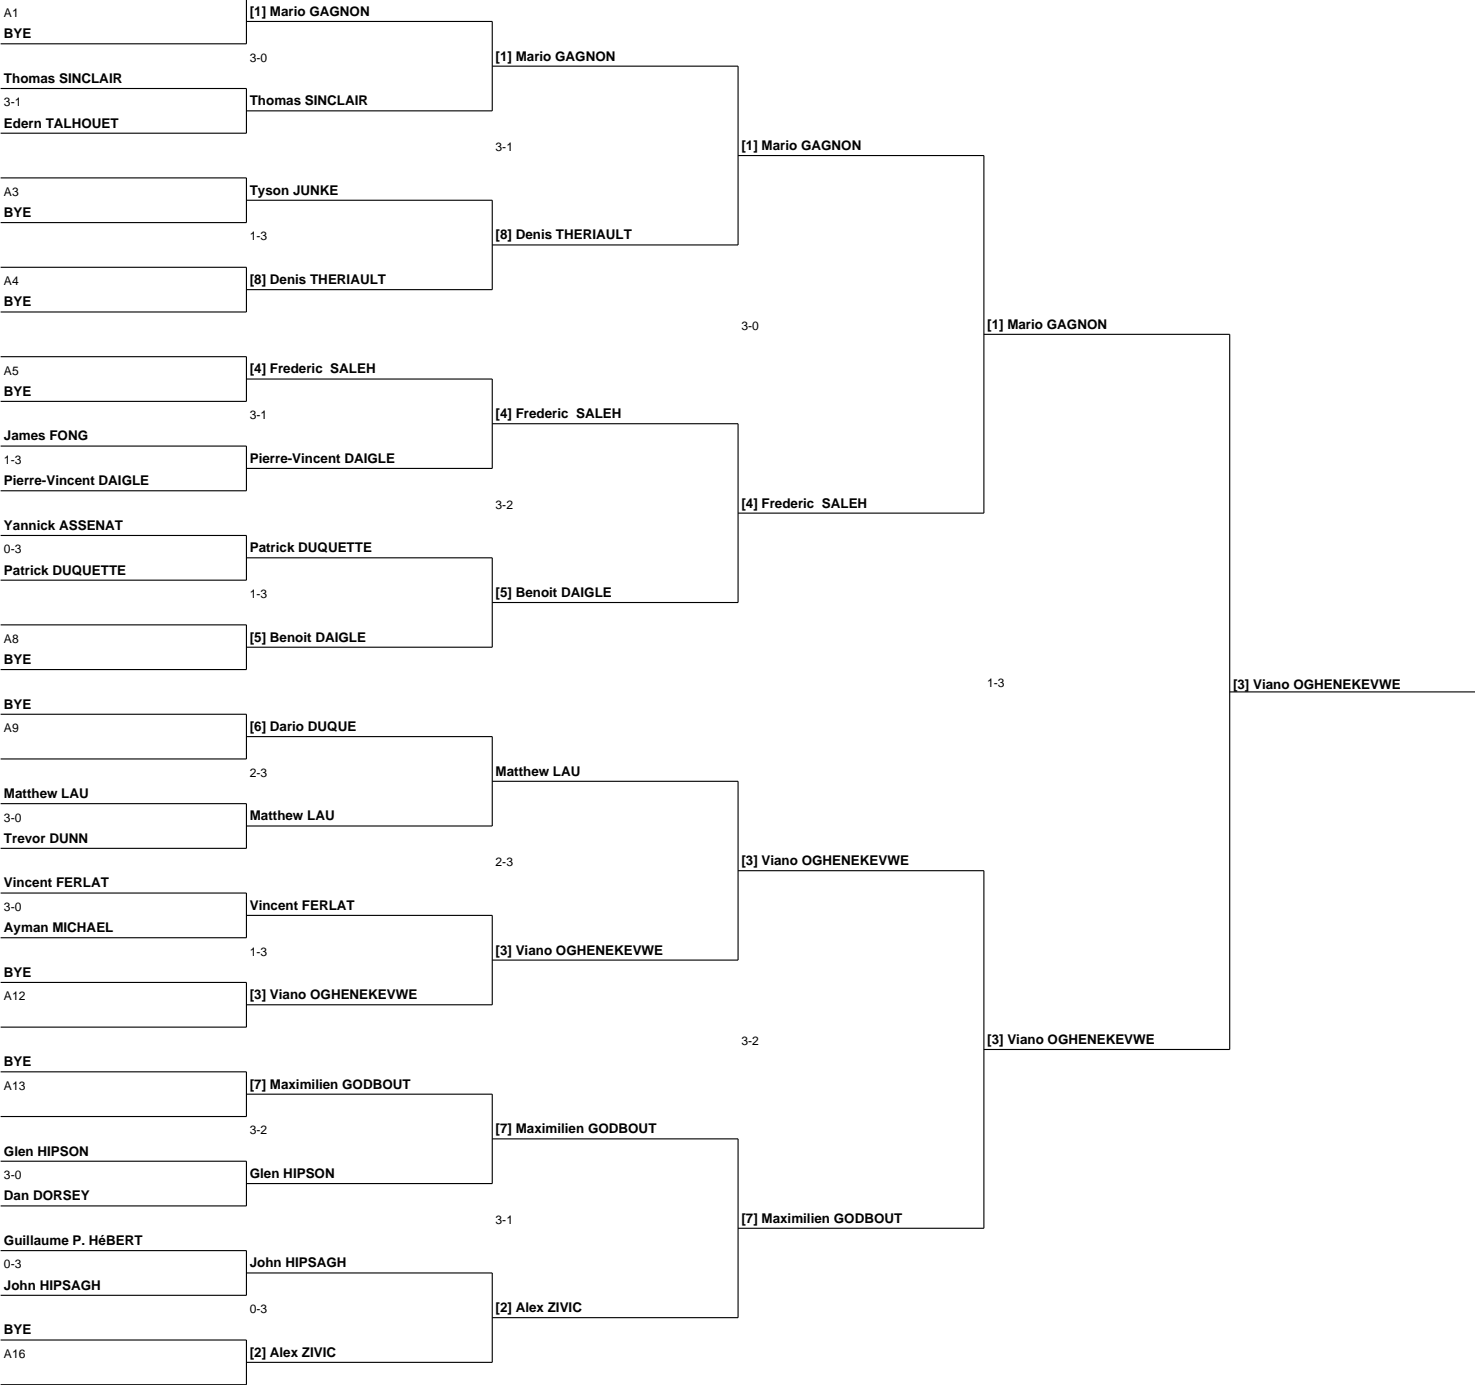 A1
BYE
[1] Mario GAGNON
3-0
[1] Mario GAGNON
Thomas SINCLAIR
3-1
Edern TALHOUET
Thomas SINCLAIR
3-1
[1] Mario GAGNON
A3
BYE
Tyson JUNKE
1-3
[8] Denis THERIAULT
A4
BYE
[8] Denis THERIAULT
3-0
[1] Mario GAGNON
A5
BYE
[4] Frederic  SALEH
3-1
[4] Frederic  SALEH
James FONG
1-3
Pierre-Vincent DAIGLE
Pierre-Vincent DAIGLE
3-2
[4] Frederic  SALEH
Yannick ASSENAT
0-3
Patrick DUQUETTE
Patrick DUQUETTE
1-3
[5] Benoit DAIGLE
A8
BYE
[5] Benoit DAIGLE
1-3
[3] Viano OGHENEKEVWE
BYE
A9
[6] Dario DUQUE
2-3
Matthew LAU
Matthew LAU
3-0
Trevor DUNN
Matthew LAU
2-3
[3] Viano OGHENEKEVWE
Vincent FERLAT
3-0
Ayman MICHAEL
Vincent FERLAT
1-3
[3] Viano OGHENEKEVWE
BYE
A12
[3] Viano OGHENEKEVWE
3-2
[3] Viano OGHENEKEVWE
BYE
A13
[7] Maximilien GODBOUT
3-2
[7] Maximilien GODBOUT
Glen HIPSON
3-0
Dan DORSEY
Glen HIPSON
3-1
[7] Maximilien GODBOUT
Guillaume P. HéBERT
0-3
John HIPSAGH
John HIPSAGH
0-3
[2] Alex ZIVIC
BYE
A16
[2] Alex ZIVIC